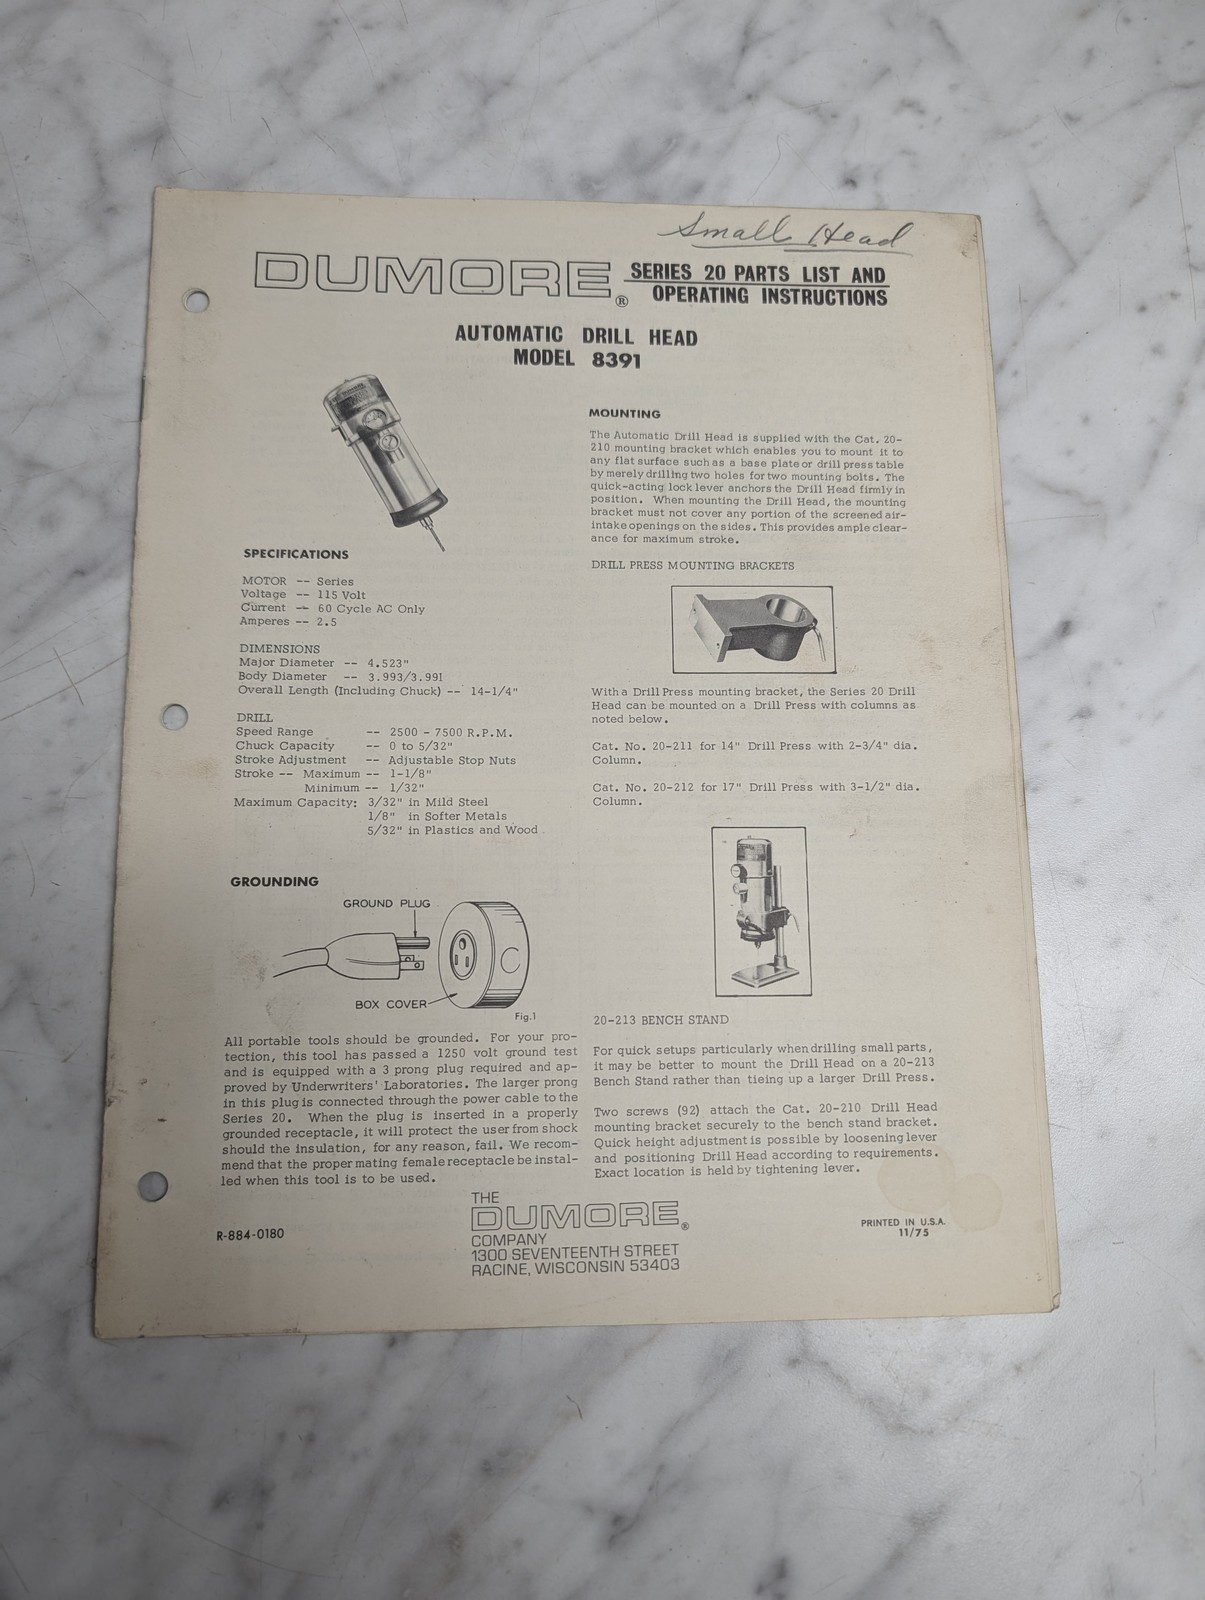 Small Head
DUMORE® SERIES 20 PARTS LIST AND
OPERATING INSTRUCTIONS
AUTOMATIC DRILL HEAD
MODEL 8391
SPECIFICATIONS
MOTOR -- Series
Voltage -- 115 Volt
Current -- 60 Cycle AC Only
Amperes -- 2.5
DIMENSIONS
Major Diameter -- 4.523"
Body Diameter -- 3.993/3.991
Overall Length (Including Chuck) -- 14-1/4"
DRILL
Speed Range -- 2500 - 7500 R.P.M.
Chuck Capacity -- 0 to 5/32"
Stroke Adjustment -- Adjustable Stop Nuts
Stroke -- Maximum -- 1-1/8"
Minimum -- 1/32"
Maximum Capacity: 3/32" in Mild Steel
1/8" in Softer Metals
5/32" in Plastics and Wood
GROUNDING
GROUND PLUG
BOX COVER
Fig.1
All portable tools should be grounded. For your pro-
tection, this tool has passed a 1250 volt ground test
and is equipped with a 3 prong plug required and ap-
proved by Underwriters' Laboratories. The larger prong
in this plug is connected through the power cable to the
Series 20. When the plug is inserted in a properly
grounded receptacle, it will protect the user from shock
should the insulation, for any reason, fail. We recom-
mend that the proper mating female receptacle be instal-
led when this tool is to be used.
MOUNTING
The Automatic Drill Head is supplied with the Cat. 20-
210 mounting bracket which enables you to mount it to
any flat surface such as a base plate or drill press table
by merely drilling two holes for two mounting bolts. The
quick-acting lock lever anchors the Drill Head firmly in
position. When mounting the Drill Head, the mounting
bracket must not cover any portion of the screened air-
intake openings on the sides. This provides ample clear-
ance for maximum stroke.
DRILL PRESS MOUNTING BRACKETS
With a Drill Press mounting bracket, the Series 20 Drill
Head can be mounted on a Drill Press with columns as
noted below.
Cat. No. 20-211 for 14" Drill Press with 2-3/4" dia.
Column.
Cat. No. 20-212 for 17" Drill Press with 3-1/2" dia.
Column.
20-213 BENCH STAND
For quick setups particularly when drilling small parts,
it may be better to mount the Drill Head on a 20-213
Bench Stand rather than tieing up a larger Drill Press.
Two screws (92) attach the Cat. 20-210 Drill Head
mounting bracket securely to the bench stand bracket.
Quick height adjustment is possible by loosening lever
and positioning Drill Head according to requirements.
Exact location is held by tightening lever.
R-884-0180
THE
DUMORE®
COMPANY
1300 SEVENTEENTH STREET
RACINE, WISCONSIN 53403
PRINTED IN U.S.A.
11/75